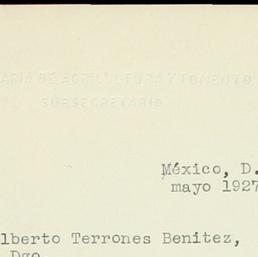 ARIA DE AGRICULTURA Y FOMENTO
SUBSECRETARIO
México, D.
mayo 1927
lberto Terrones Benitez,
Dgo